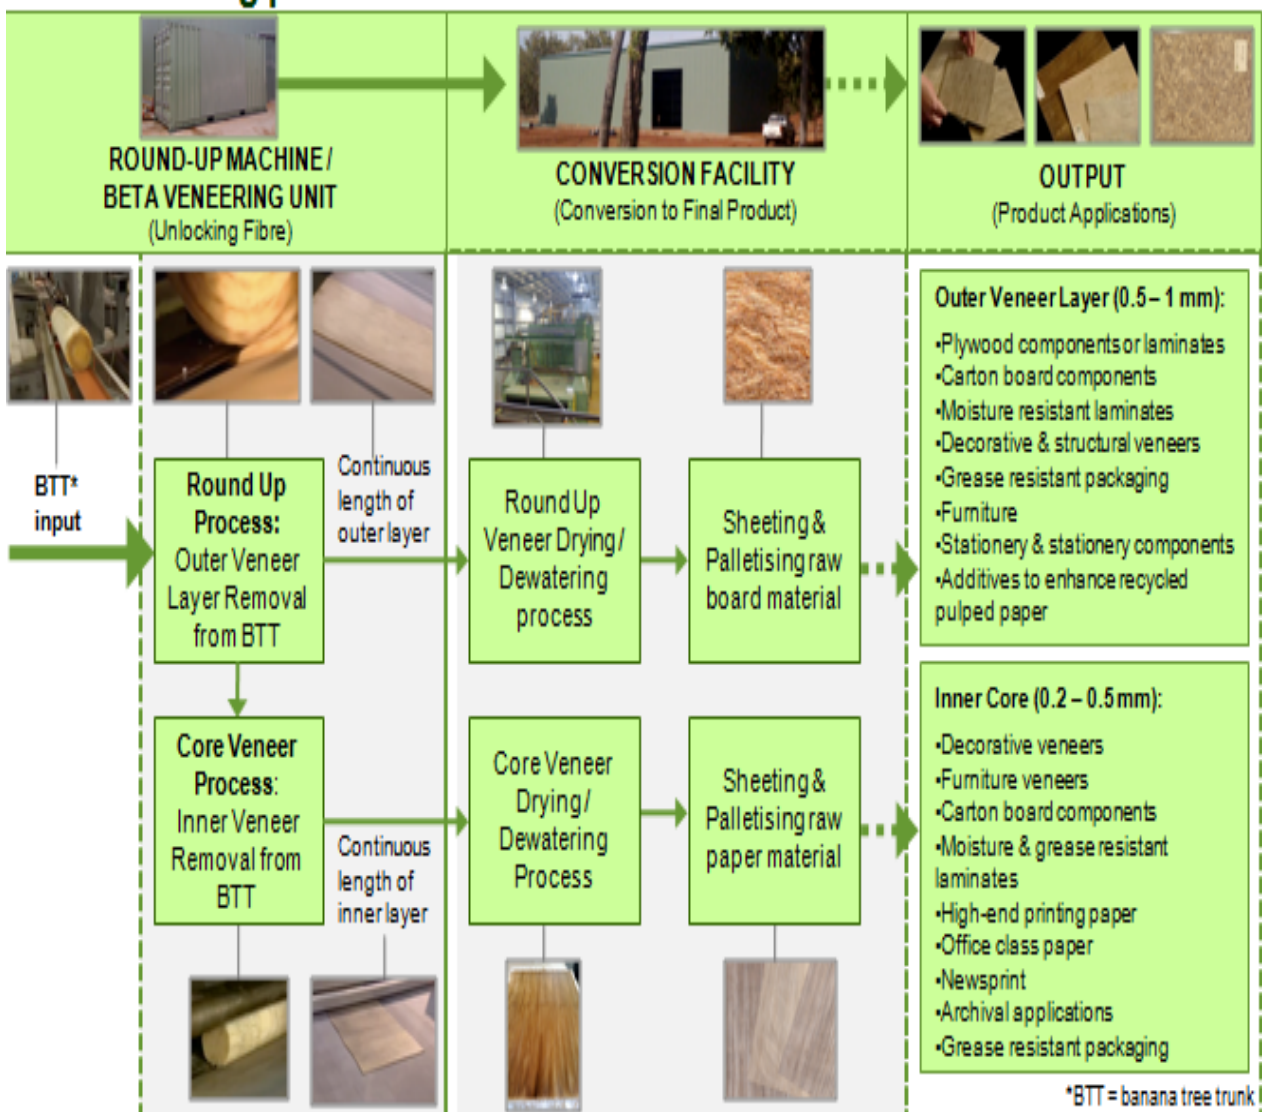 ROUND-UP MACHINE /
BETA VENEERING UNIT
(Unlocking Fibre)
CONVERSION FACILITY
(Conversion to Final Product)
OUTPUT
(Product Applications)
BTT*
input
Round Up
Process:
Outer Veneer
Layer Removal
from BTT
Continuous
length of
outer layer
Round Up
Veneer Drying /
Dewatering
process
Sheeting &
Palletising raw
board material
Outer Veneer Layer (0.5 – 1 mm):
•Plywood components or laminates
•Carton board components
•Moisture resistant laminates
•Decorative & structural veneers
•Grease resistant packaging
•Furniture
•Stationery & stationery components
•Additives to enhance recycled
pulped paper
Core Veneer
Process:
Inner Veneer
Removal from
BTT
Continuous
length of
inner layer
Core Veneer
Drying /
Dewatering
Process
Sheeting &
Palletising raw
paper material
Inner Core (0.2 – 0.5 mm):
•Decorative veneers
•Furniture veneers
•Carton board components
•Moisture & grease resistant
laminates
•High-end printing paper
•Office class paper
•Newsprint
•Archival applications
•Grease resistant packaging
*BTT = banana tree trunk